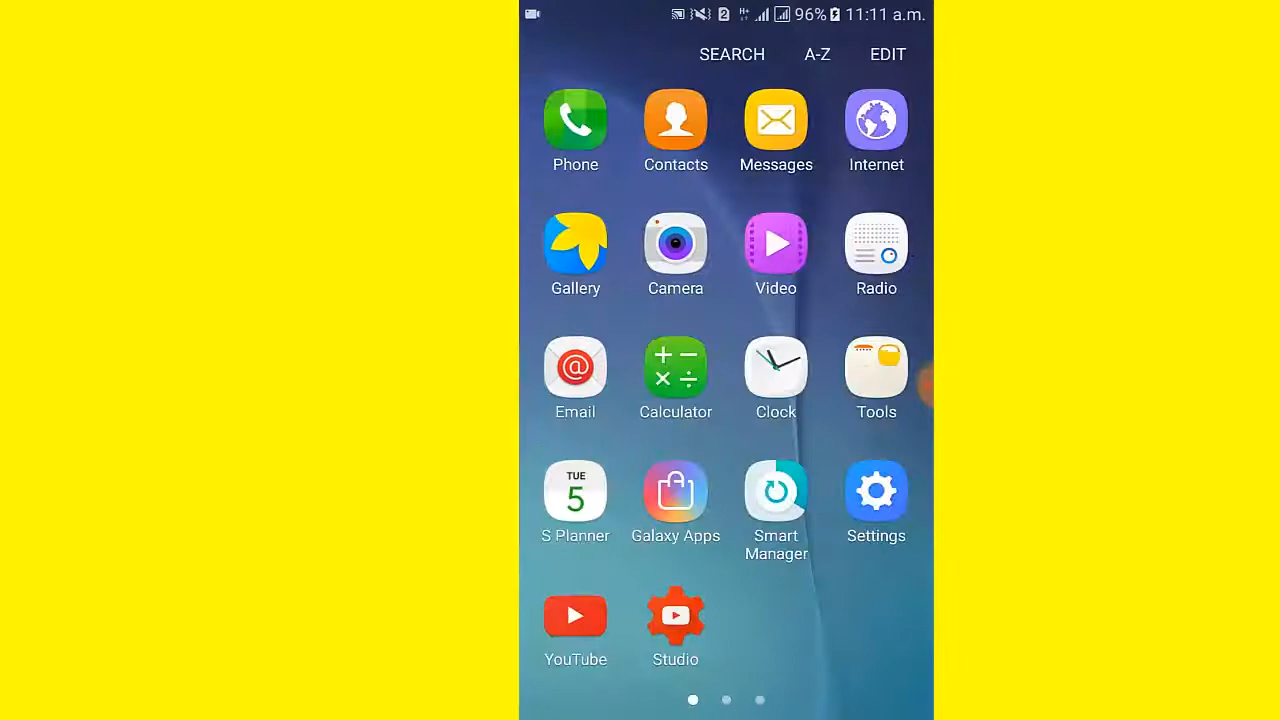 2 H+ 96% 11:11 a.m.
SEARCH A-Z EDIT
Phone Contacts Messages Internet
Gallery Camera Video Radio
Email Calculator Clock Tools
TUE
5
S Planner Galaxy Apps Smart Manager Settings
YouTube Studio